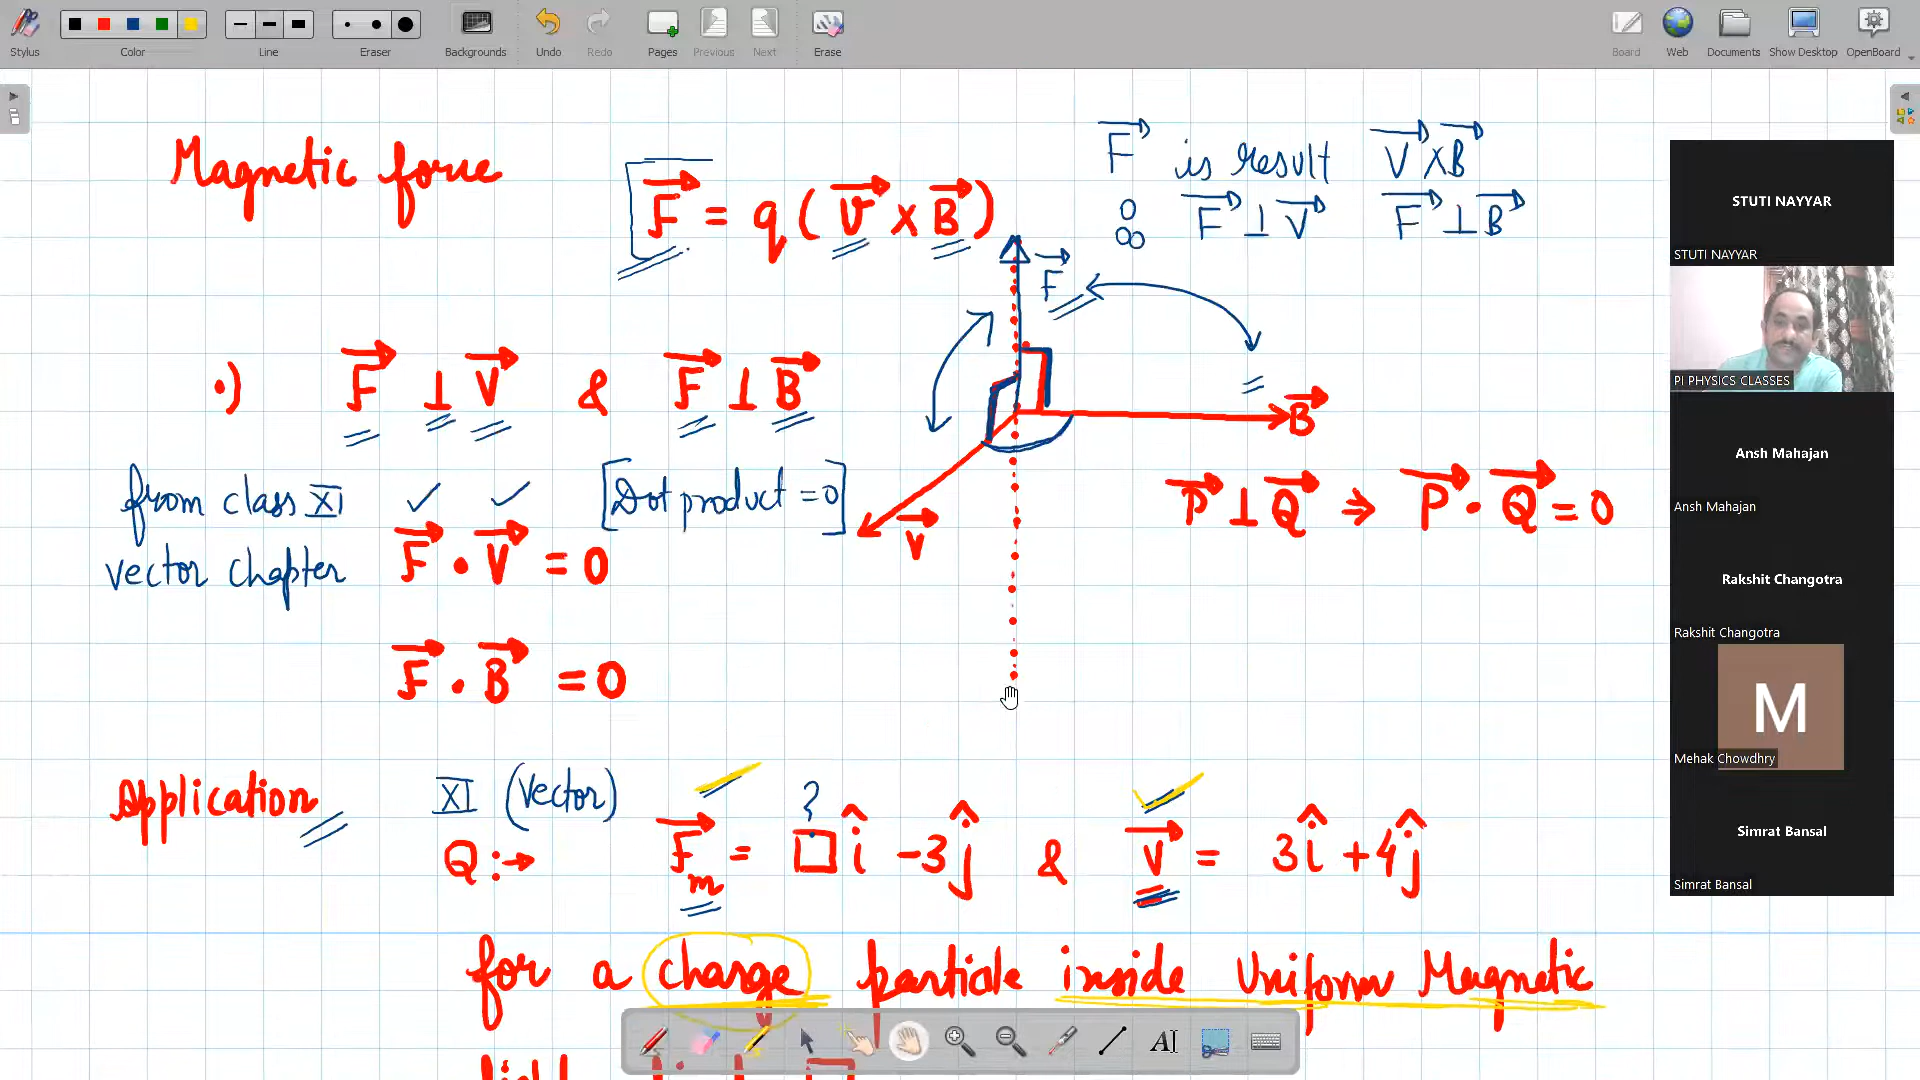 Stylus
Color
Line
Eraser
Backgrounds
Undo
Redo
Pages
Previous
Next
Erase
Board
Web
Documents
Show Desktop
OpenBoard
Magnetic force
F⃗ = q ( V⃗ × B⃗ )
F⃗ is result V⃗ × B⃗
F⃗ ⊥ V⃗ F⃗ ⊥ B⃗
F⃗
•) F⃗ ⊥ V⃗ & F⃗ ⊥ B⃗
B⃗
V⃗
from class XI
vector chapter
[Dot product = 0]
F⃗ • V⃗ = 0
P⃗ ⊥ Q⃗ ⇒ P⃗ • Q⃗ = 0
F⃗ • B⃗ = 0
Application
XI (Vector)
?
Q :→ F⃗m = □ î - 3 ĵ & V⃗ = 3î + 4ĵ
for a charge particle inside Uniform Magnetic
STUTI NAYYAR
STUTI NAYYAR
PI PHYSICS CLASSES
Ansh Mahajan
Ansh Mahajan
Rakshit Changotra
Rakshit Changotra
M
Mehak Chowdhry
Simrat Bansal
Simrat Bansal
AI